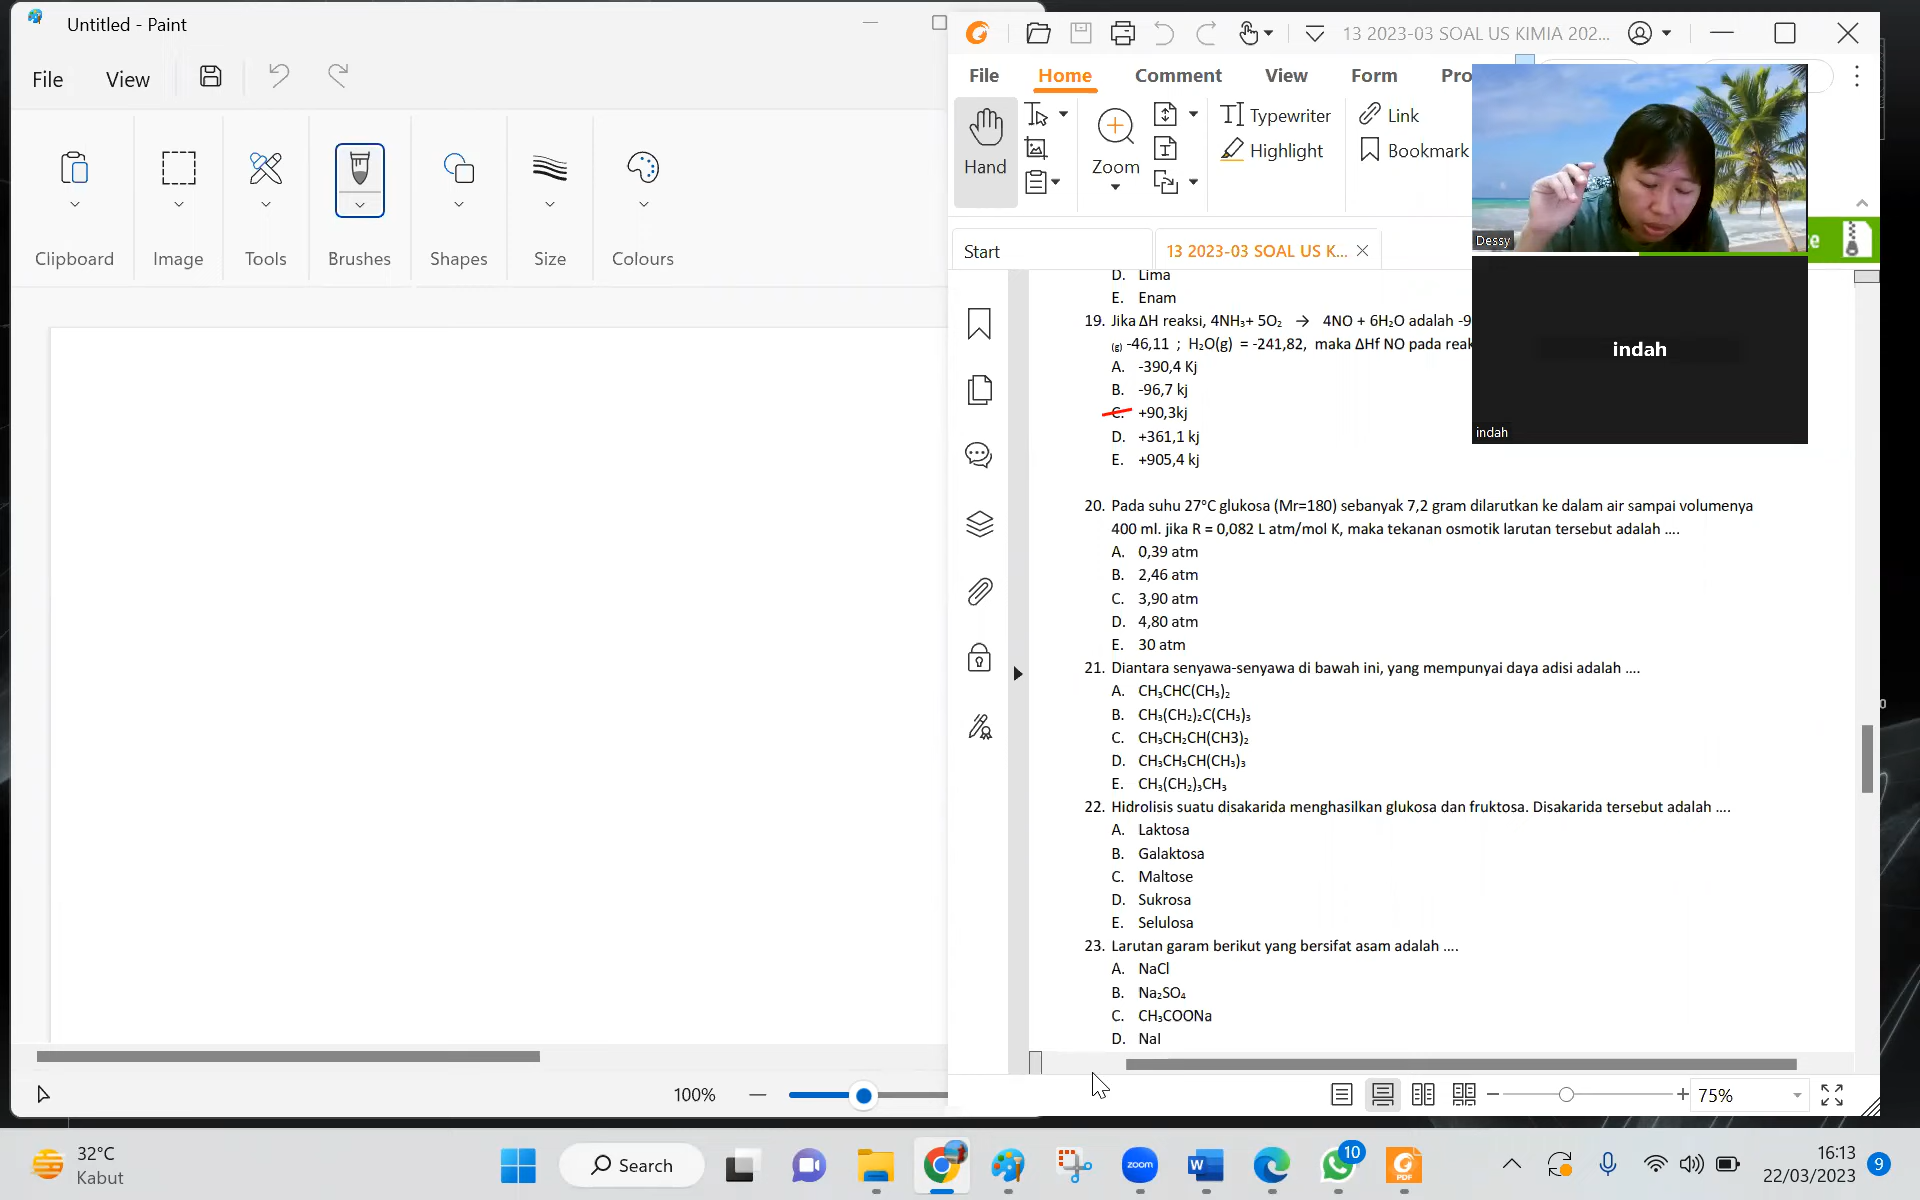 Untitled - Paint
File
View
Clipboard
Image
Tools
Brushes
Shapes
Size
Colours
100%
13 2023-03 SOAL US KIMIA 202...
File
Home
Comment
View
Form
Pro
Hand
Zoom
Typewriter
Highlight
Link
Bookmark
Start
13 2023-03 SOAL US K...
Dessy
indah
indah
D. Lima
E. Enam
19. Jika ΔH reaksi, 4NH₃+ 5O₂ → 4NO + 6H₂O adalah -9
(g) -46,11 ; H₂O(g) = -241,82, maka ΔHf NO pada reak
A. -390,4 Kj
B. -96,7 kj
C. +90,3kj
D. +361,1 kj
E. +905,4 kj
20. Pada suhu 27°C glukosa (Mr=180) sebanyak 7,2 gram dilarutkan ke dalam air sampai volumenya
400 ml. jika R = 0,082 L atm/mol K, maka tekanan osmotik larutan tersebut adalah ....
A. 0,39 atm
B. 2,46 atm
C. 3,90 atm
D. 4,80 atm
E. 30 atm
21. Diantara senyawa-senyawa di bawah ini, yang mempunyai daya adisi adalah ....
A. CH₃CHC(CH₃)₂
B. CH₃(CH₂)₂C(CH₃)₃
C. CH₃CH₂CH(CH3)₂
D. CH₃CH₃CH(CH₃)₃
E. CH₃(CH₂)₃CH₃
22. Hidrolisis suatu disakarida menghasilkan glukosa dan fruktosa. Disakarida tersebut adalah ....
A. Laktosa
B. Galaktosa
C. Maltose
D. Sukrosa
E. Selulosa
23. Larutan garam berikut yang bersifat asam adalah ....
A. NaCl
B. Na₂SO₄
C. CH₃COONa
D. NaI
75%
32°C
Kabut
Search
zoom
10
PDF
16:13
22/03/2023
9